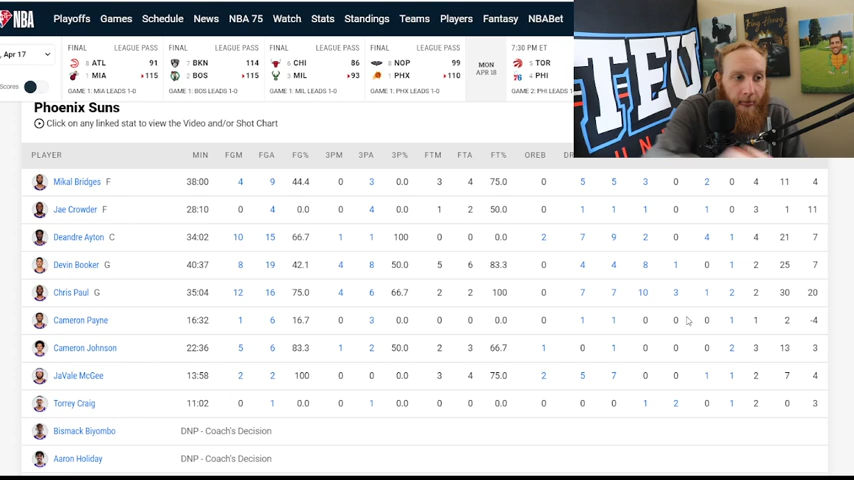 NBA Playoffs Games Schedule News NBA 75 Watch Stats Standings Teams Players Fantasy NBABet
, Apr 17
Scores
FINAL LEAGUE PASS
8 ATL 91
1 MIA 115
GAME 1: MIA LEADS 1-0
FINAL LEAGUE PASS
7 BKN 114
2 BOS 115
GAME 1: BOS LEADS 1-0
FINAL LEAGUE PASS
6 CHI 86
3 MIL 93
GAME 1: MIL LEADS 1-0
FINAL LEAGUE PASS
8 NOP 99
1 PHX 110
GAME 1: PHX LEADS 1-0
MON
APR 18
7:30 PM ET
5 TOR
4 PHI
GAME 2: PHI LEADS 1-0
TEU
Phoenix Suns
Click on any linked stat to view the Video and/or Shot Chart
PLAYER MIN FGM FGA FG% 3PM 3PA 3P% FTM FTA FT% OREB
Mikal Bridges F 38:00 4 9 44.4 0 3 0.0 3 4 75.0 0 5 5 3 0 2 0 4 11 4
Jae Crowder F 28:10 0 4 0.0 0 4 0.0 1 2 50.0 0 1 1 1 0 1 0 3 1 11
Deandre Ayton C 34:02 10 15 66.7 1 1 100 0 0 0.0 2 7 9 2 0 4 1 4 21 7
Devin Booker G 40:37 8 19 42.1 4 8 50.0 5 6 83.3 0 4 4 8 1 0 1 2 25 7
Chris Paul G 35:04 12 16 75.0 4 6 66.7 2 2 100 0 7 7 10 3 1 2 2 30 20
Cameron Payne 16:32 1 6 16.7 0 3 0.0 0 0 0.0 0 1 1 0 0 0 1 1 2 -4
Cameron Johnson 22:36 5 6 83.3 1 2 50.0 2 3 66.7 1 0 1 0 0 0 2 3 13 3
JaVale McGee 13:58 2 2 100 0 0 0.0 3 4 75.0 2 5 7 0 0 1 1 2 7 4
Torrey Craig 11:02 0 1 0.0 0 1 0.0 0 0 0.0 0 0 0 1 2 0 1 2 0 3
Bismack Biyombo DNP - Coach's Decision
Aaron Holiday DNP - Coach's Decision